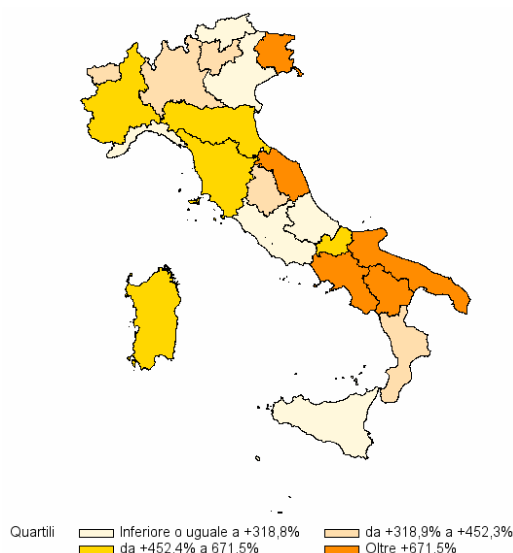 Quartili Inferiore o uguale a +318,8% da +318,9% a +452,3%
da +452.4% a 671.5% Oltre +671.5%